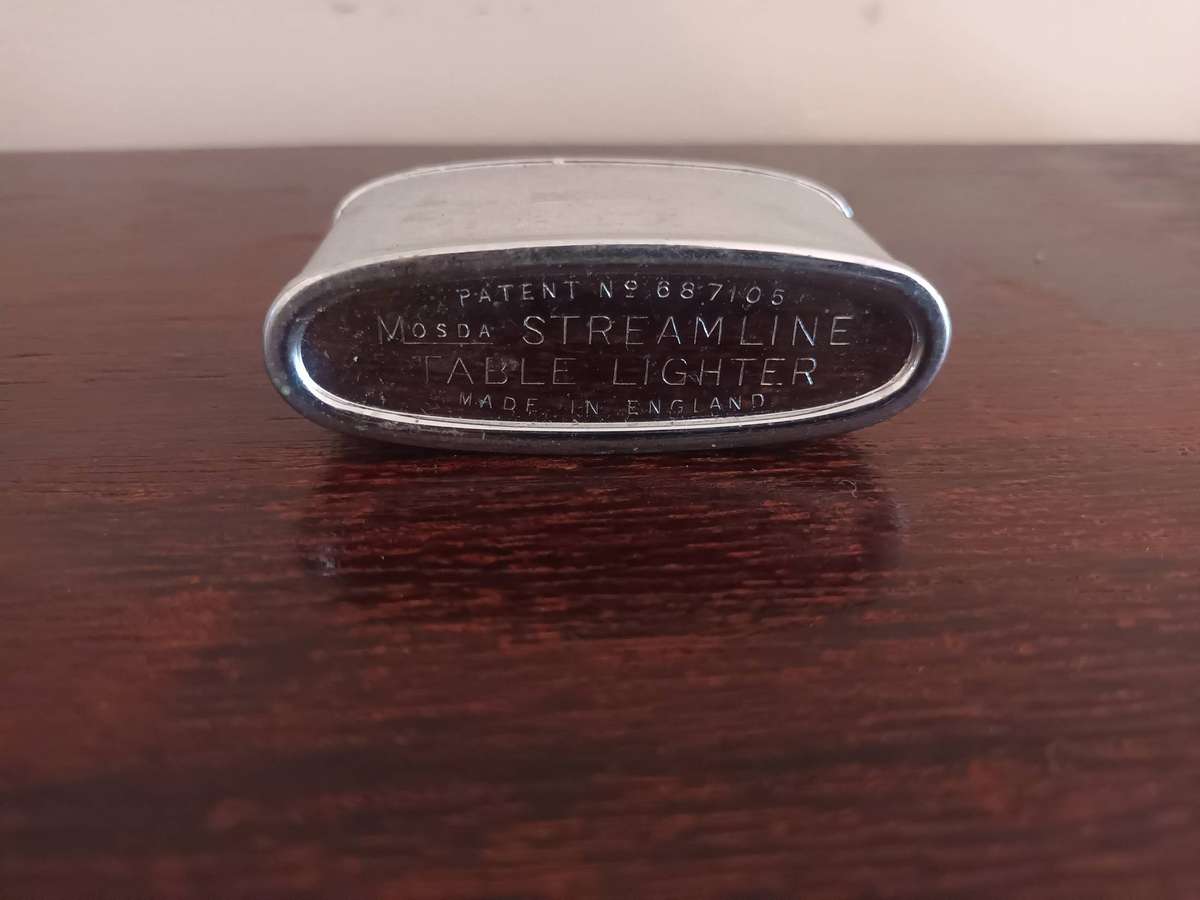 PATENT Nº 687105
MOSDA STREAMLINE
TABLE LIGHTER
MADE IN ENGLAND